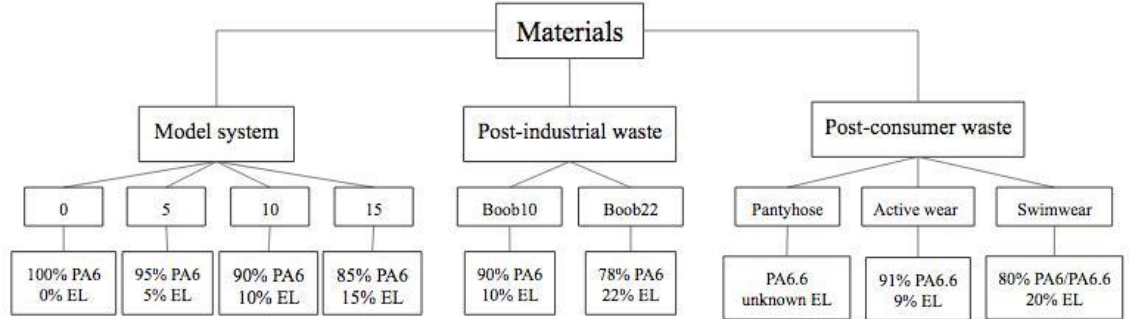 Materials
Model system
Post-industrial waste
Post-consumer waste
0
5
10
15
Boob10
Boob22
Pantyhose
Active wear
Swimwear
100% PA6
0% EL
95% PA6
5% EL
90% PA6
10% EL
85% PA6
15% EL
90% PA6
10% EL
78% PA6
22% EL
PA6.6
unknown EL
91% PA6.6
9% EL
80% PA6/PA6.6
20% EL